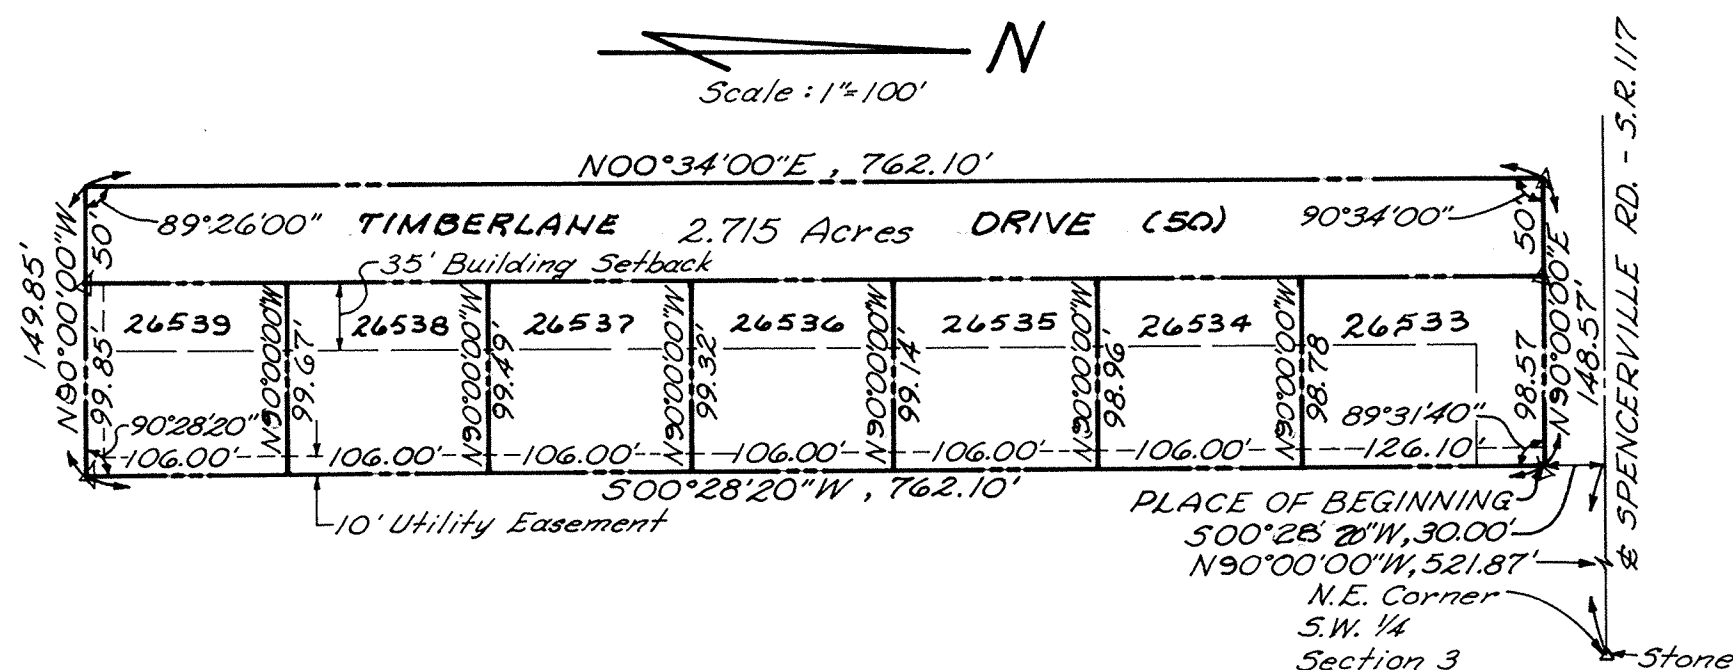 N
Scale : 1"=100'
N00°34'00"E , 762.10'
89°26'00" TIMBERLANE 2.715 Acres DRIVE (50) 90°34'00"
35' Building Setback
149.85'
N90°00'00"W
50'
99.85'
50'
N90°00'00"E
148.57'
98.57
℄ SPENCERVILLE RD. - S.R. 117
26539 26538 26537 26536 26535 26534 26533
N90°00'00"W
99.67'
N90°00'00"W
99.49'
N90°00'00"W
99.32'
N90°00'00"W
99.14'
N90°00'00"W
98.96'
N90°00'00"W
98.78
90°28'20"
89°31'40"
106.00' 106.00' 106.00' 106.00' 106.00' 106.00' 126.10'
S00°28'20"W , 762.10'
10' Utility Easement
PLACE OF BEGINNING
S00°28'20"W, 30.00'
N90°00'00"W, 521.87'
N.E. Corner
S.W. 1/4
Section 3
Stone